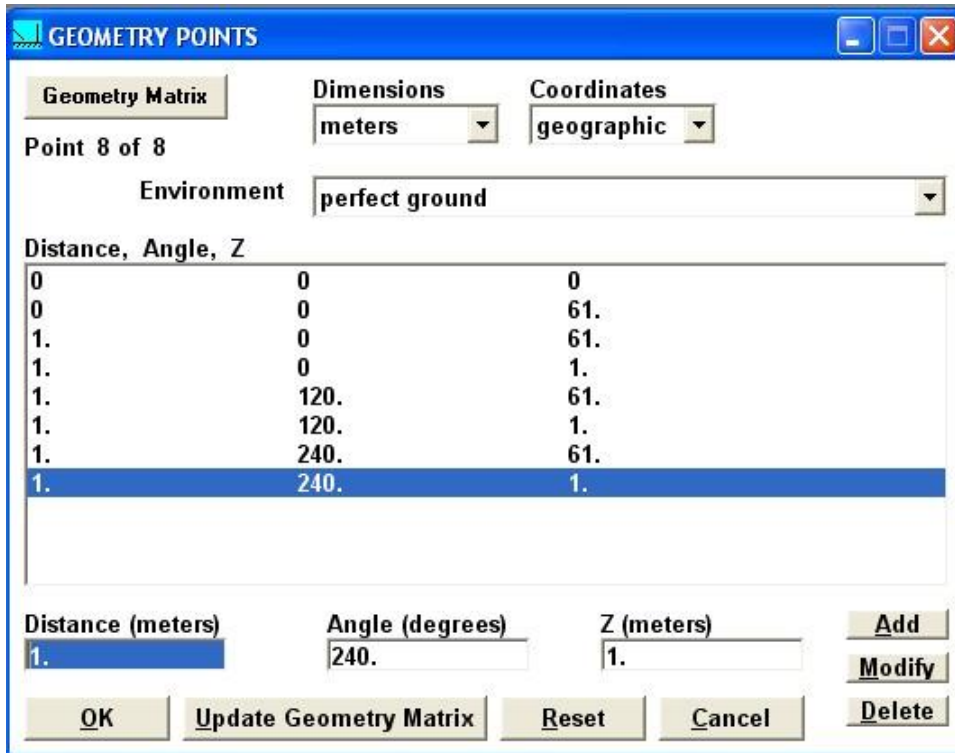 GEOMETRY POINTS
Geometry Matrix
Dimensions Coordinates
meters geographic
Point 8 of 8
Environment perfect ground
Distance, Angle, Z
0 0 0
0 0 61.
1. 0 61.
1. 0 1.
1. 120. 61.
1. 120. 1.
1. 240. 61.
1. 240. 1.
Distance (meters) Angle (degrees) Z (meters) Add
1. 240. 1.
Modify
OK Update Geometry Matrix Reset Cancel Delete